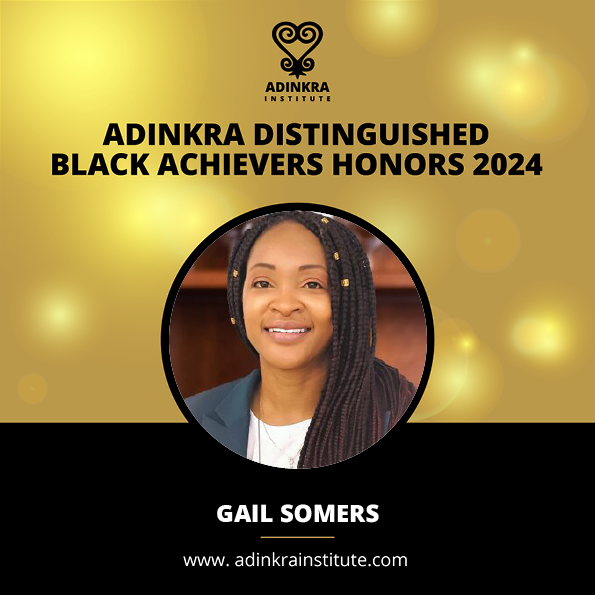 ADINKRA
INSTITUTE
ADINKRA DISTINGUISHED
BLACK ACHIEVERS HONORS 2024
GAIL SOMERS
www. adinkrainstitute.com